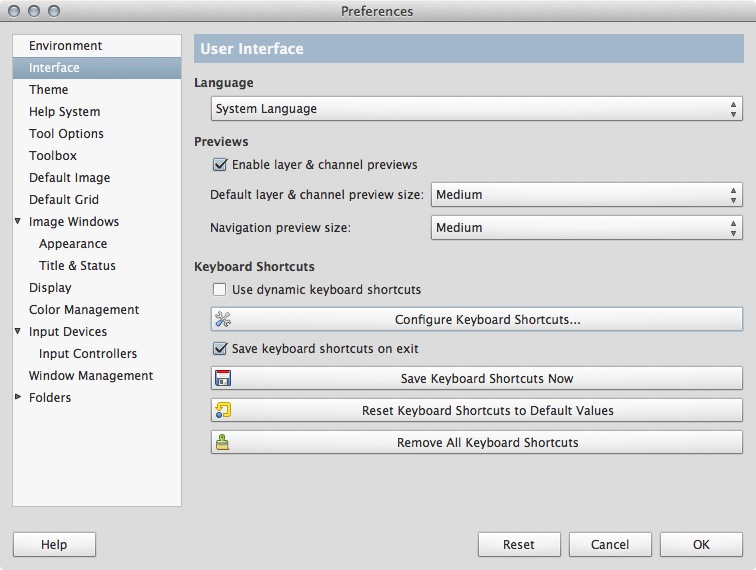 Preferences
Environment
Interface
Theme
Help System
Tool Options
Toolbox
Default Image
Default Grid
Image Windows
Appearance
Title & Status
Display
Color Management
Input Devices
Input Controllers
Window Management
Folders
User Interface
Language
System Language
Previews
Enable layer & channel previews
Default layer & channel preview size: Medium
Navigation preview size: Medium
Keyboard Shortcuts
Use dynamic keyboard shortcuts
Configure Keyboard Shortcuts...
Save keyboard shortcuts on exit
Save Keyboard Shortcuts Now
Reset Keyboard Shortcuts to Default Values
Remove All Keyboard Shortcuts
Help Reset Cancel OK